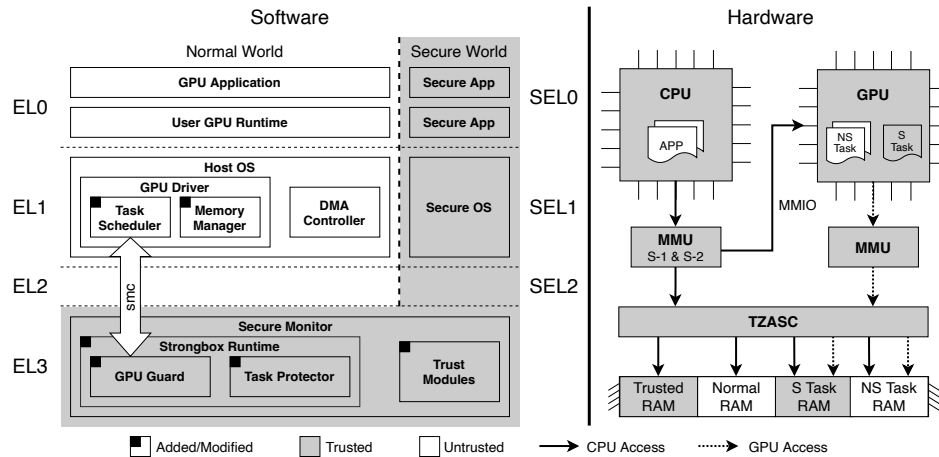 Software
Hardware
Normal World
Secure World
EL0
GPU Application
Secure App
User GPU Runtime
Secure App
SEL0
EL1
Host OS
GPU Driver
Task
Scheduler
Memory
Manager
DMA
Controller
Secure OS
SEL1
EL2
SEL2
smc
EL3
Secure Monitor
Strongbox Runtime
GPU Guard
Task Protector
Trust
Modules
CPU
APP
GPU
NS
Task
S
Task
MMIO
MMU
S-1 & S-2
MMU
TZASC
Trusted
RAM
Normal
RAM
S Task
RAM
NS Task
RAM
Added/Modified
Trusted
Untrusted
CPU Access
GPU Access